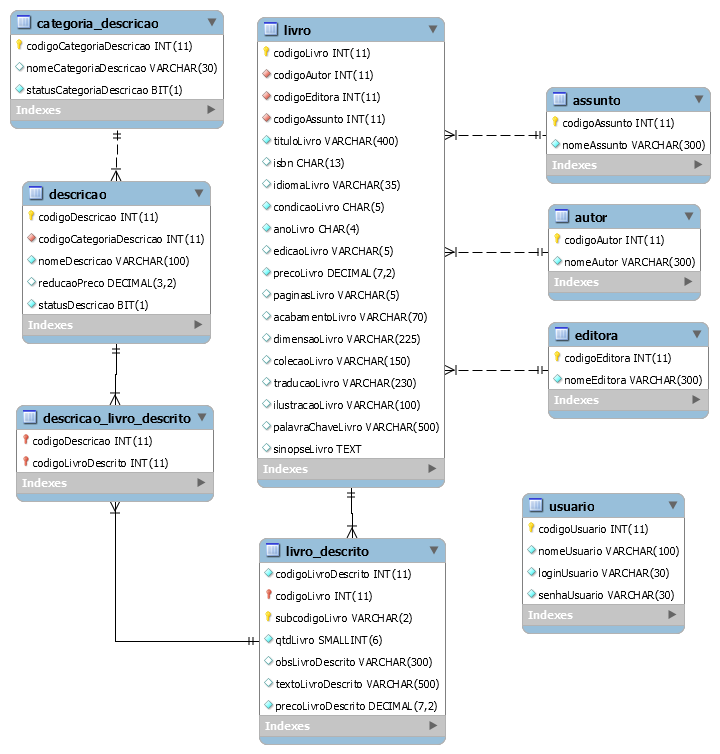 categoria_descricao
codigoCategoriaDescricao INT(11)
nomeCategoriaDescricao VARCHAR(30)
statusCategoriaDescricao BIT(1)
Indexes
descricao
codigoDescricao INT(11)
codigoCategoriaDescricao INT(11)
nomeDescricao VARCHAR(100)
reducaoPreco DECIMAL(3,2)
statusDescricao BIT(1)
Indexes
descricao_livro_descrito
codigoDescricao INT(11)
codigoLivroDescrito INT(11)
Indexes
livro
codigoLivro INT(11)
codigoAutor INT(11)
codigoEditora INT(11)
codigoAssunto INT(11)
tituloLivro VARCHAR(400)
isbn CHAR(13)
idiomaLivro VARCHAR(35)
condicaoLivro CHAR(5)
anoLivro CHAR(4)
edicaoLivro VARCHAR(5)
precoLivro DECIMAL(7,2)
paginasLivro VARCHAR(5)
acabamentoLivro VARCHAR(70)
dimensaoLivro VARCHAR(225)
colecaoLivro VARCHAR(150)
traducaoLivro VARCHAR(230)
ilustracaoLivro VARCHAR(100)
palavraChaveLivro VARCHAR(500)
sinopseLivro TEXT
Indexes
livro_descrito
codigoLivroDescrito INT(11)
codigoLivro INT(11)
subcodigoLivro VARCHAR(2)
qtdLivro SMALLINT(6)
obsLivroDescrito VARCHAR(300)
textoLivroDescrito VARCHAR(500)
precoLivroDescrito DECIMAL(7,2)
Indexes
assunto
codigoAssunto INT(11)
nomeAssunto VARCHAR(300)
Indexes
autor
codigoAutor INT(11)
nomeAutor VARCHAR(300)
Indexes
editora
codigoEditora INT(11)
nomeEditora VARCHAR(300)
Indexes
usuario
codigoUsuario INT(11)
nomeUsuario VARCHAR(100)
loginUsuario VARCHAR(30)
senhaUsuario VARCHAR(30)
Indexes